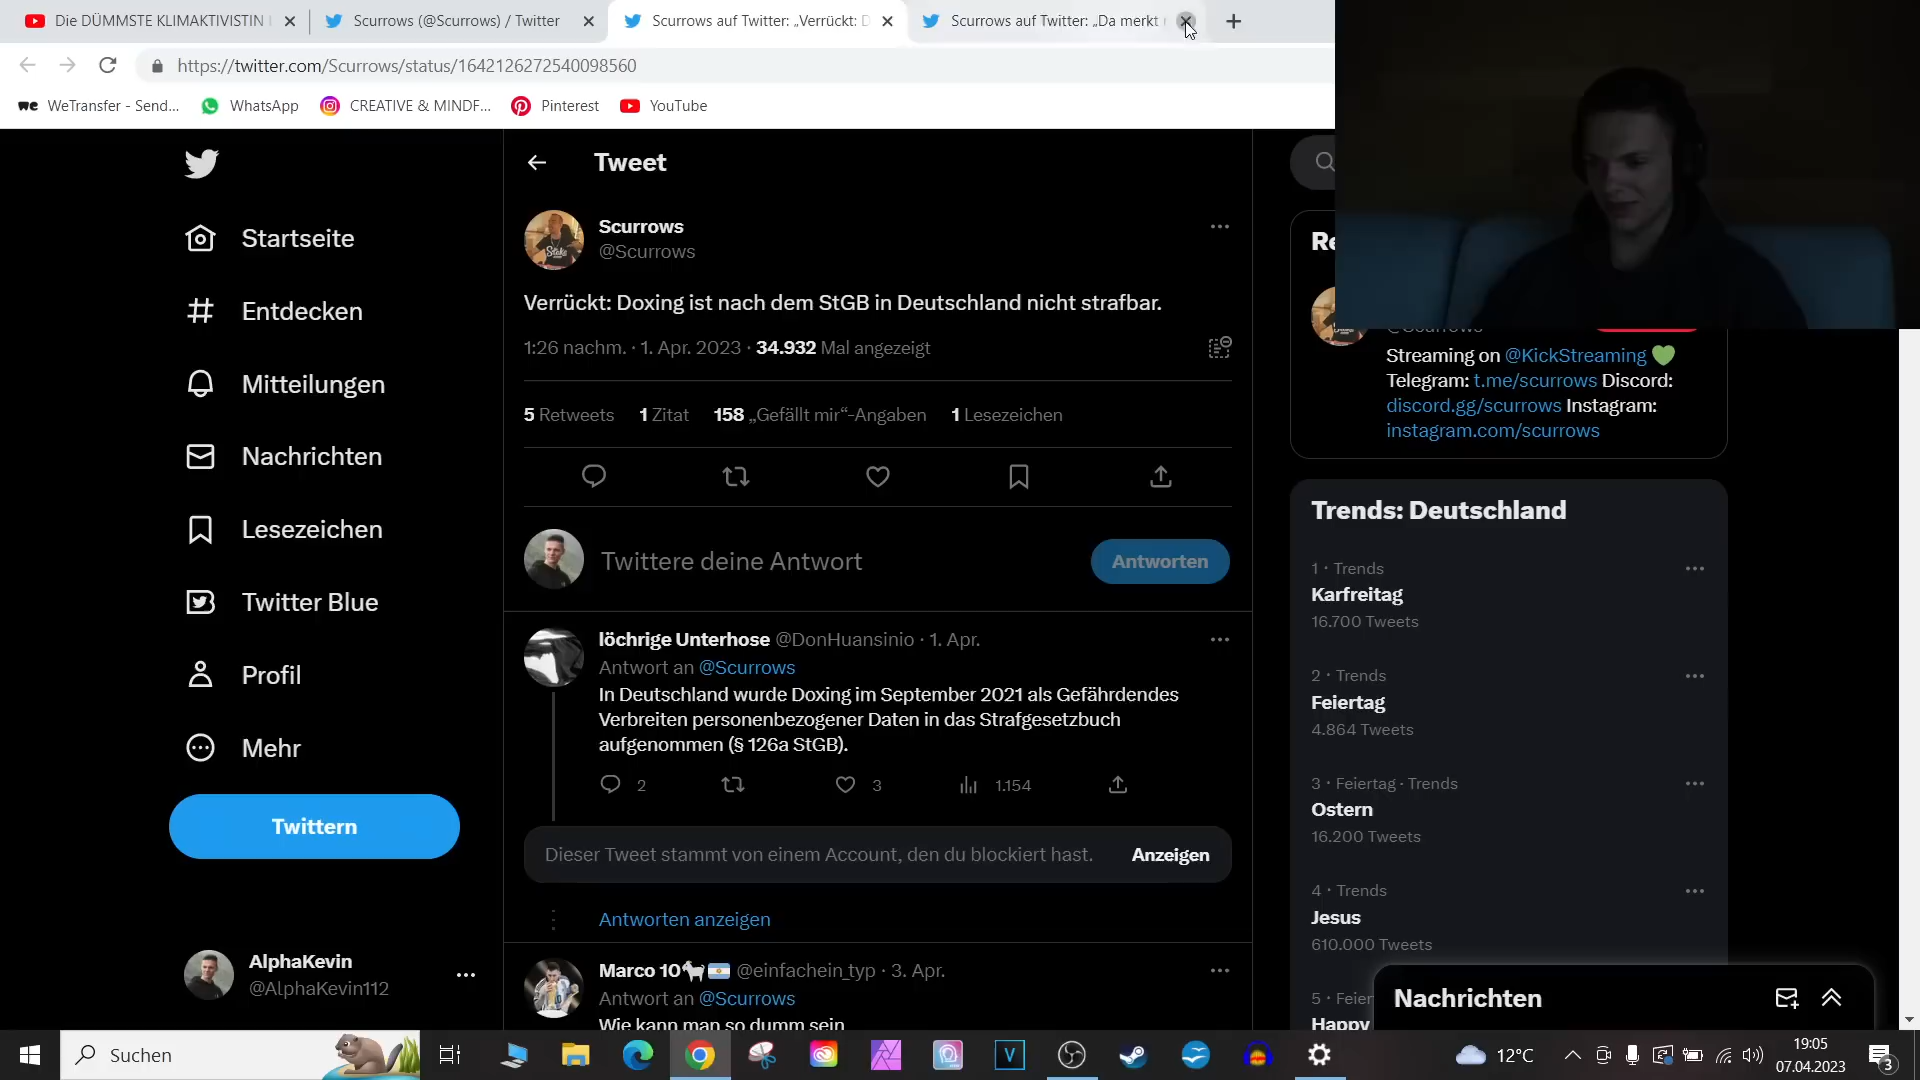 Die DÜMMSTE KLIMAKTIVISTIN
Scurrows (@Scurrows) / Twitter
Scurrows auf Twitter: „Verrückt: D
Scurrows auf Twitter: „Da merkt
https://twitter.com/Scurrows/status/1642126272540098560
WeTransfer - Send...
WhatsApp
CREATIVE & MINDF...
Pinterest
YouTube
Startseite
Entdecken
Mitteilungen
Nachrichten
Lesezeichen
Twitter Blue
Profil
Mehr
Twittern
AlphaKevin
@AlphaKevin112
Tweet
Scurrows
@Scurrows
Verrückt: Doxing ist nach dem StGB in Deutschland nicht strafbar.
1:26 nachm. · 1. Apr. 2023 · 34.932 Mal angezeigt
5 Retweets 1 Zitat 158 „Gefällt mir“-Angaben 1 Lesezeichen
Twittere deine Antwort
Antworten
löchrige Unterhose @DonHuansinio · 1. Apr.
Antwort an @Scurrows
In Deutschland wurde Doxing im September 2021 als Gefährdendes
Verbreiten personenbezogener Daten in das Strafgesetzbuch
aufgenommen (§ 126a StGB).
2 3 1.154
Dieser Tweet stammt von einem Account, den du blockiert hast. Anzeigen
Antworten anzeigen
Marco 10 @einfachein_typ · 3. Apr.
Antwort an @Scurrows
Wie kann man so dumm sein
Re
@Scurrows
Streaming on @KickStreaming
Telegram: t.me/scurrows Discord:
discord.gg/scurrows Instagram:
instagram.com/scurrows
Trends: Deutschland
1 · Trends
Karfreitag
16.700 Tweets
2 · Trends
Feiertag
4.864 Tweets
3 · Feiertag · Trends
Ostern
16.200 Tweets
4 · Trends
Jesus
610.000 Tweets
5 · Feier
Happy
Nachrichten
Suchen
12°C
19:05
07.04.2023
3